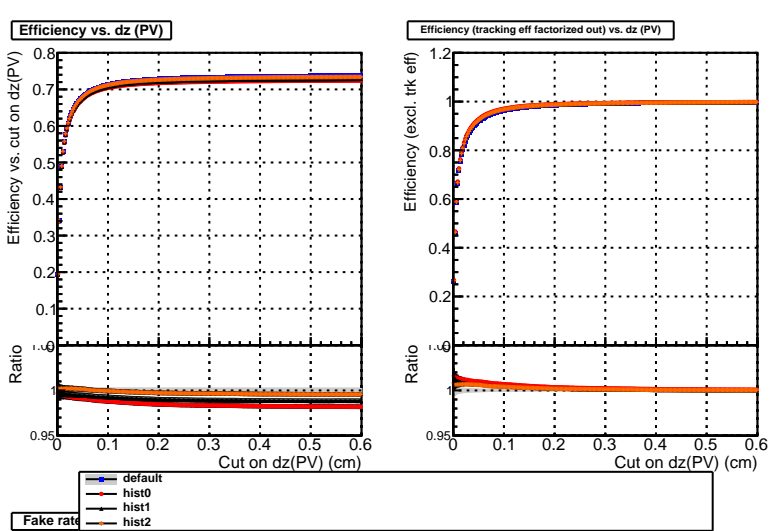 Efficiency vs. dz (PV)
Efficiency vs. cut on dz(PV)
0.8
0.7
0.6
0.5
0.4
0.3
0.2
0.1
0
Ratio
1
0.95
0 0.1 0.2 0.3 0.4 0.5 0.6
Cut on dz(PV) (cm)
Efficiency (tracking eff factorized out) vs. dz (PV)
Efficiency (excl. trk eff)
1.2
1
0.8
0.6
0.4
0.2
0
Ratio
1
0.95
0 0.1 0.2 0.3 0.4 0.5 0.6
Cut on dz(PV) (cm)
default
hist0
hist1
hist2
Fake rate